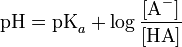 pH = pK_a + log [A⁻]/[HA]